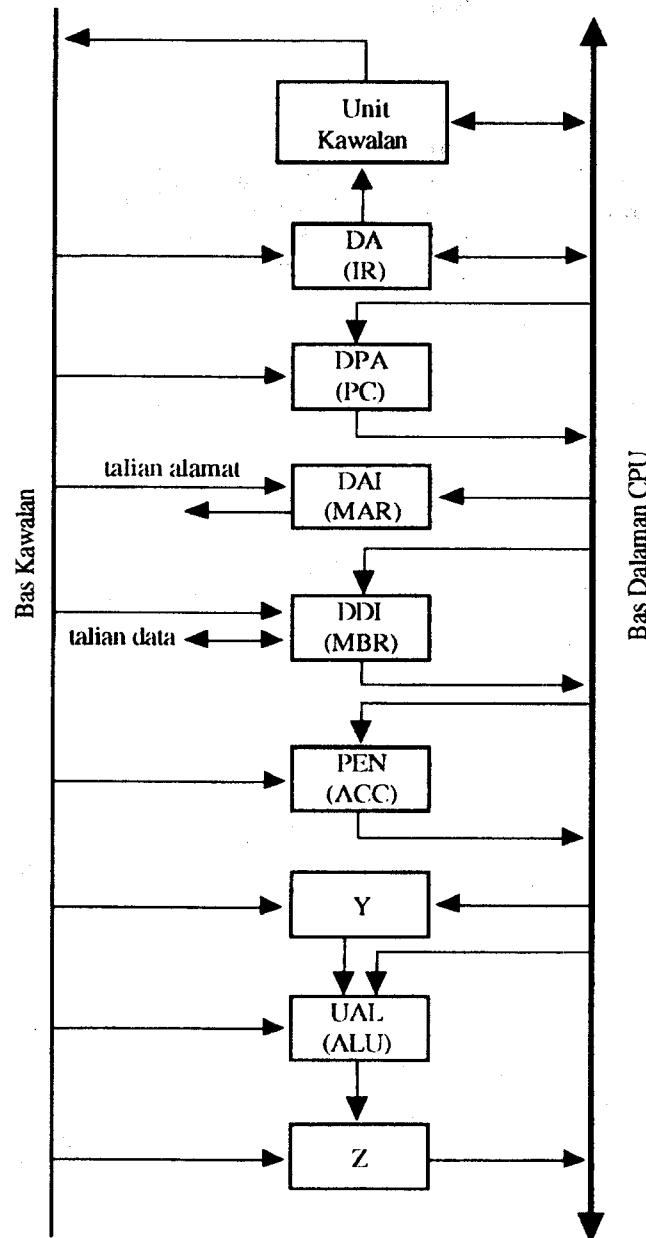 Unit
Kawalan
DA
(IR)
DPA
(PC)
talian alamat
DAI
(MAR)
Bas Kawalan
Bas Dalaman CPU
DDI
(MBR)
talian data
PEN
(ACC)
Y
UAL
(ALU)
Z